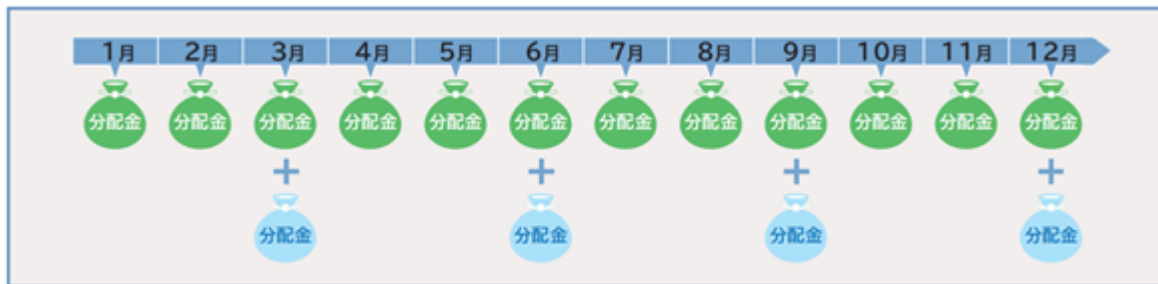 1月 2月 3月 4月 5月 6月 7月 8月 9月 10月 11月 12月
分配金 分配金 分配金 分配金 分配金 分配金 分配金 分配金 分配金 分配金 分配金 分配金
+ + + +
分配金 分配金 分配金 分配金